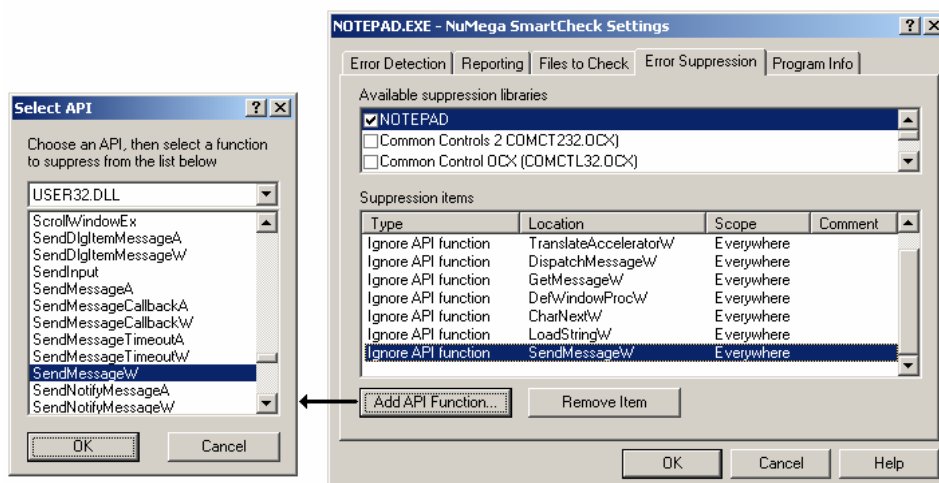 NOTEPAD.EXE - NuMega SmartCheck Settings
Error Detection Reporting Files to Check Error Suppression Program Info
Available suppression libraries
NOTEPAD
Common Controls 2 COMCT232.OCX)
Common Control OCX (COMCTL32.OCX)
Suppression items
Type Location Scope Comment
Ignore API function TranslateAcceleratorW Everywhere
Ignore API function DispatchMessageW Everywhere
Ignore API function GetMessageW Everywhere
Ignore API function DefWindowProcW Everywhere
Ignore API function CharNextW Everywhere
Ignore API function LoadStringW Everywhere
Ignore API function SendMessageW Everywhere
Add API Function... Remove Item
OK Cancel Help
Select API
Choose an API, then select a function
to suppress from the list below
USER32.DLL
ScrollWindowEx
SendDlgItemMessageA
SendDlgItemMessageW
SendInput
SendMessageA
SendMessageCallbackA
SendMessageCallbackW
SendMessageTimeoutA
SendMessageTimeoutW
SendMessageW
SendNotifyMessageA
SendNotifyMessageW
OK Cancel